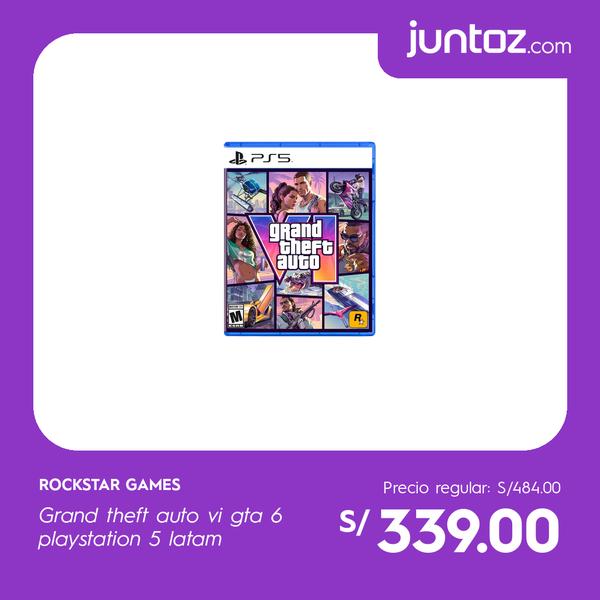 juntoz.com
PS5
grand
theft
auto
VI
M
R
ROCKSTAR GAMES
Grand theft auto vi gta 6
playstation 5 latam
Precio regular: S/484.00
S/ 339.00